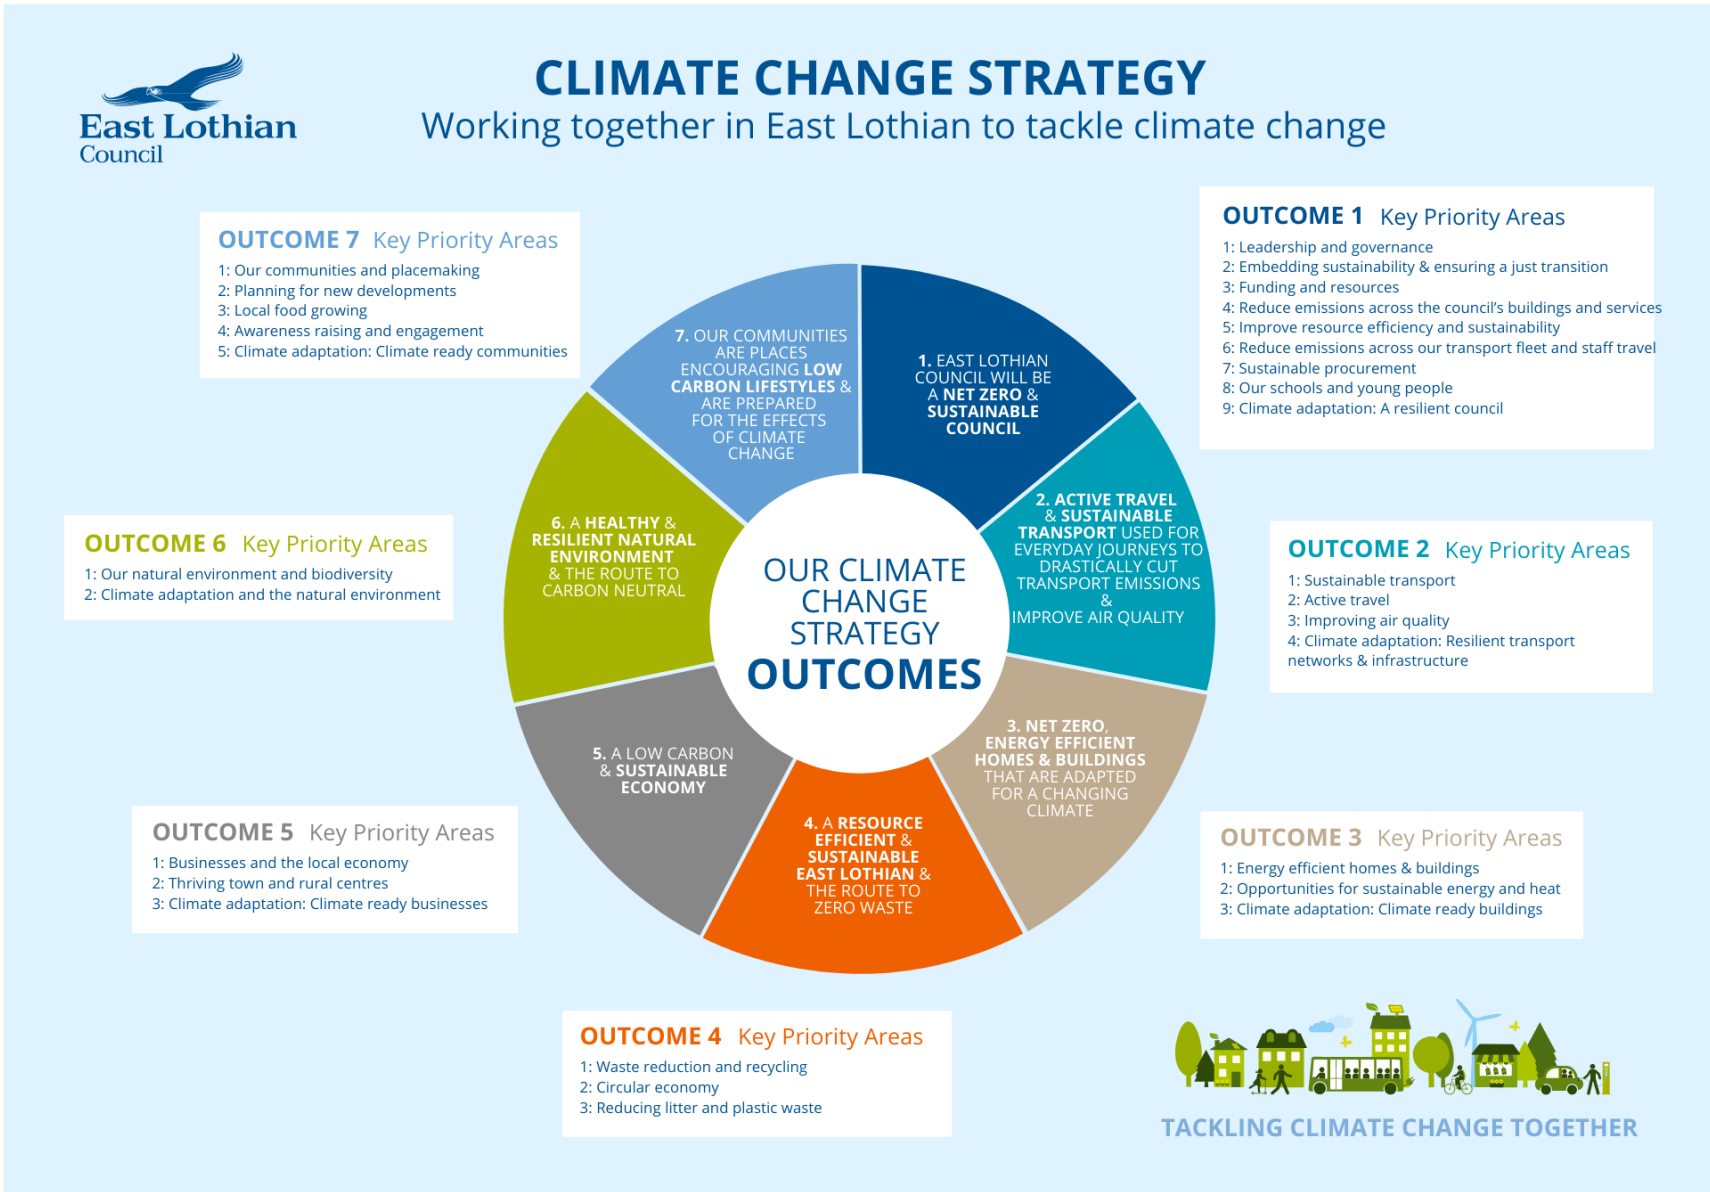 East Lothian
Council
CLIMATE CHANGE STRATEGY
Working together in East Lothian to tackle climate change
OUTCOME 7 Key Priority Areas
1: Our communities and placemaking
2: Planning for new developments
3: Local food growing
4: Awareness raising and engagement
5: Climate adaptation: Climate ready communities
OUTCOME 1 Key Priority Areas
1: Leadership and governance
2: Embedding sustainability & ensuring a just transition
3: Funding and resources
4: Reduce emissions across the council’s buildings and services
5: Improve resource efficiency and sustainability
6: Reduce emissions across our transport fleet and staff travel
7: Sustainable procurement
8: Our schools and young people
9: Climate adaptation: A resilient council
7. OUR COMMUNITIES
ARE PLACES
ENCOURAGING LOW
CARBON LIFESTYLES &
ARE PREPARED
FOR THE EFFECTS
OF CLIMATE
CHANGE
1. EAST LOTHIAN
COUNCIL WILL BE
A NET ZERO &
SUSTAINABLE
COUNCIL
2. ACTIVE TRAVEL
& SUSTAINABLE
TRANSPORT USED FOR
EVERYDAY JOURNEYS TO
DRASTICALLY CUT
TRANSPORT EMISSIONS
&
IMPROVE AIR QUALITY
6. A HEALTHY &
RESILIENT NATURAL
ENVIRONMENT
& THE ROUTE TO
CARBON NEUTRAL
OUR CLIMATE
CHANGE
STRATEGY
OUTCOMES
OUTCOME 6 Key Priority Areas
1: Our natural environment and biodiversity
2: Climate adaptation and the natural environment
OUTCOME 2 Key Priority Areas
1: Sustainable transport
2: Active travel
3: Improving air quality
4: Climate adaptation: Resilient transport
networks & infrastructure
3. NET ZERO,
ENERGY EFFICIENT
HOMES & BUILDINGS
THAT ARE ADAPTED
FOR A CHANGING
CLIMATE
5. A LOW CARBON
& SUSTAINABLE
ECONOMY
4. A RESOURCE
EFFICIENT &
SUSTAINABLE
EAST LOTHIAN &
THE ROUTE TO
ZERO WASTE
OUTCOME 5 Key Priority Areas
1: Businesses and the local economy
2: Thriving town and rural centres
3: Climate adaptation: Climate ready businesses
OUTCOME 3 Key Priority Areas
1: Energy efficient homes & buildings
2: Opportunities for sustainable energy and heat
3: Climate adaptation: Climate ready buildings
OUTCOME 4 Key Priority Areas
1: Waste reduction and recycling
2: Circular economy
3: Reducing litter and plastic waste
TACKLING CLIMATE CHANGE TOGETHER